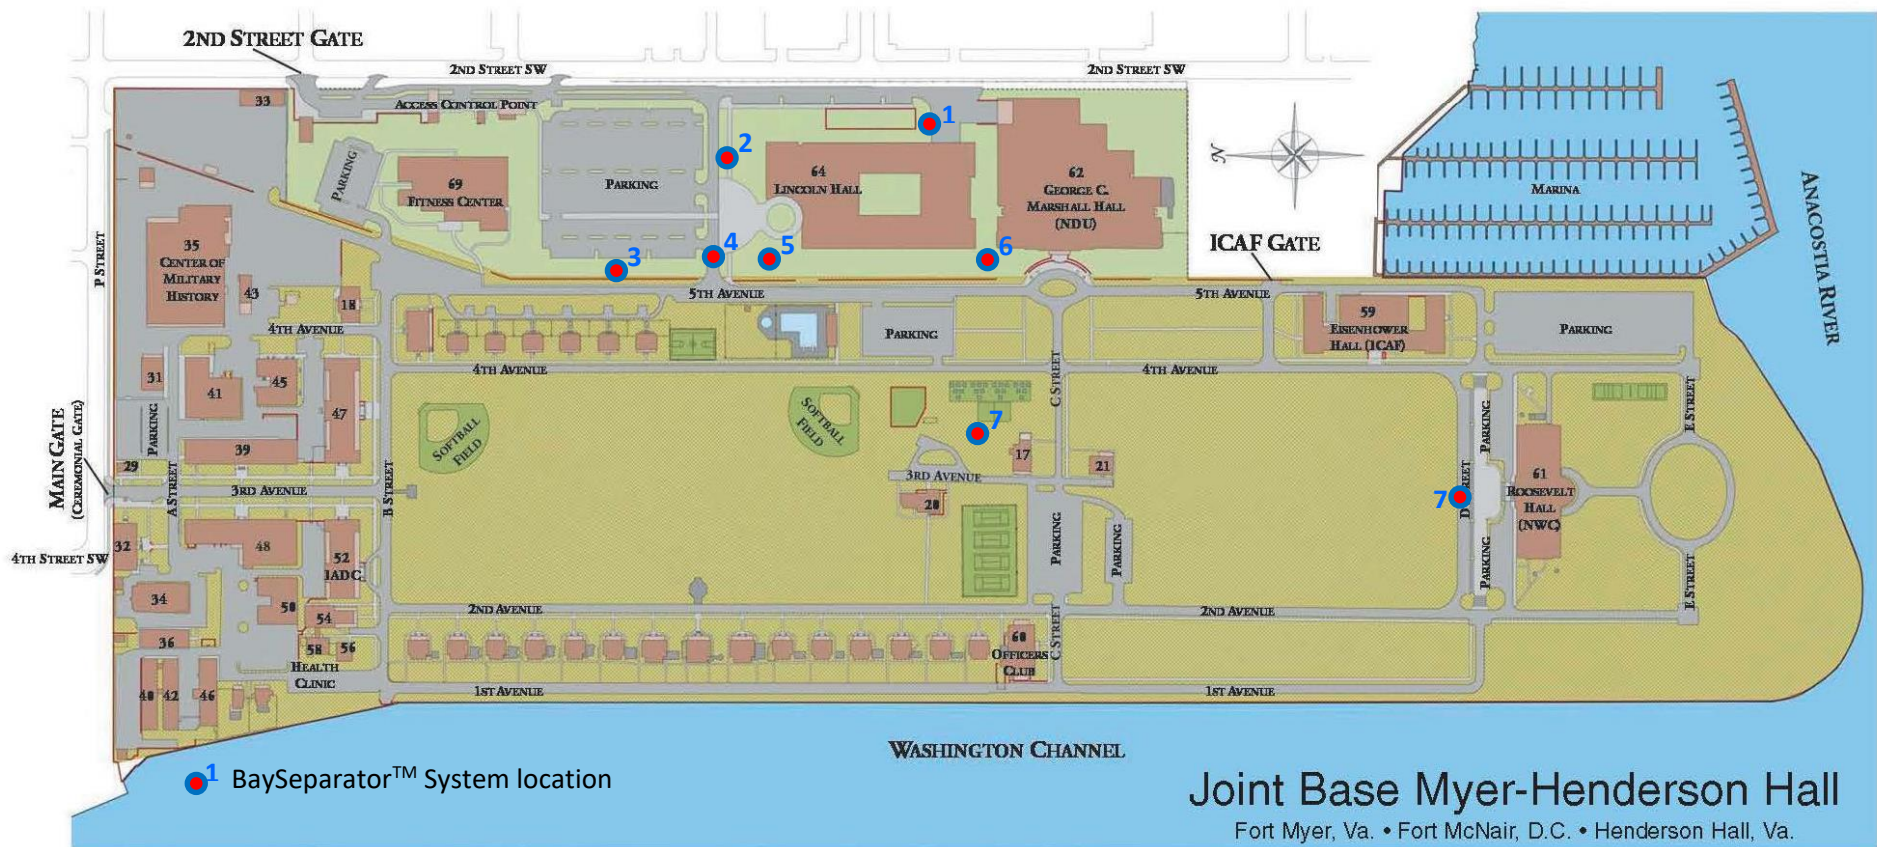 2ND STREET GATE
2ND STREET SW
2ND STREET SW
33
ACCESS CONTROL POINT
1
2
PARKING
69
FITNESS CENTER
PARKING
64
LINCOLN HALL
62
GEORGE C.
MARSHALL HALL
(NDU)
N
MARINA
ANACOSTIA RIVER
P STREET
35
CENTER OF
MILITARY
HISTORY
43
18
3
4
5
6
ICAF GATE
5TH AVENUE
5TH AVENUE
4TH AVENUE
PARKING
59
EISENHOWER
HALL (ICAF)
PARKING
31
41
45
47
4TH AVENUE
C STREET
4TH AVENUE
MAIN GATE
(CEREMONIAL GATE)
PARKING
SOFTBALL
FIELD
SOFTBALL
FIELD
7
PARKING
E STREET
39
29
A STREET
3RD AVENUE
B STREET
3RD AVENUE
17
21
20
7
D STREET
61
ROOSEVELT
HALL
(NWC)
32
4TH STREET SW
48
52
IADC
PARKING
PARKING
PARKING
E STREET
34
50
54
2ND AVENUE
2ND AVENUE
36
58
56
60
OFFICERS
CLUB
C STREET
HEALTH
CLINIC
40
42
46
1ST AVENUE
1ST AVENUE
WASHINGTON CHANNEL
1 BaySeparator™ System location
Joint Base Myer-Henderson Hall
Fort Myer, Va. • Fort McNair, D.C. • Henderson Hall, Va.